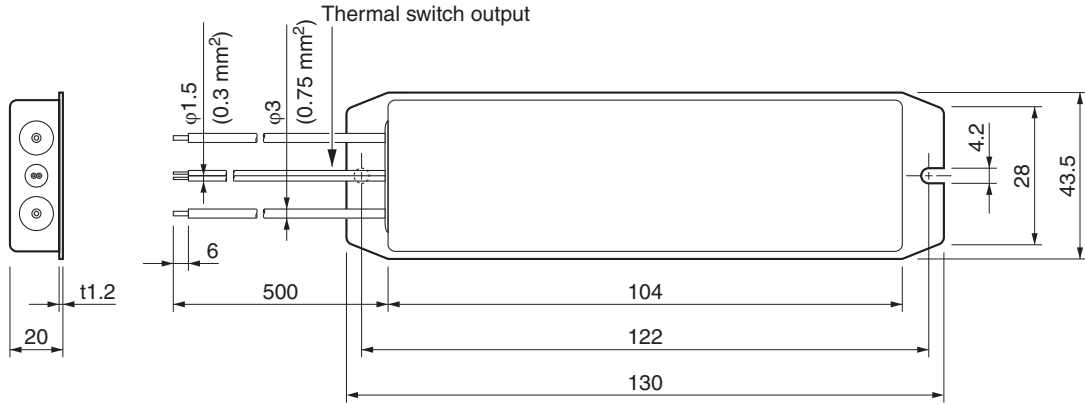 Thermal switch output
φ1.5
(0.3 mm²)
φ3
(0.75 mm²)
4.2
28
43.5
6
t1.2
500
104
20
122
130